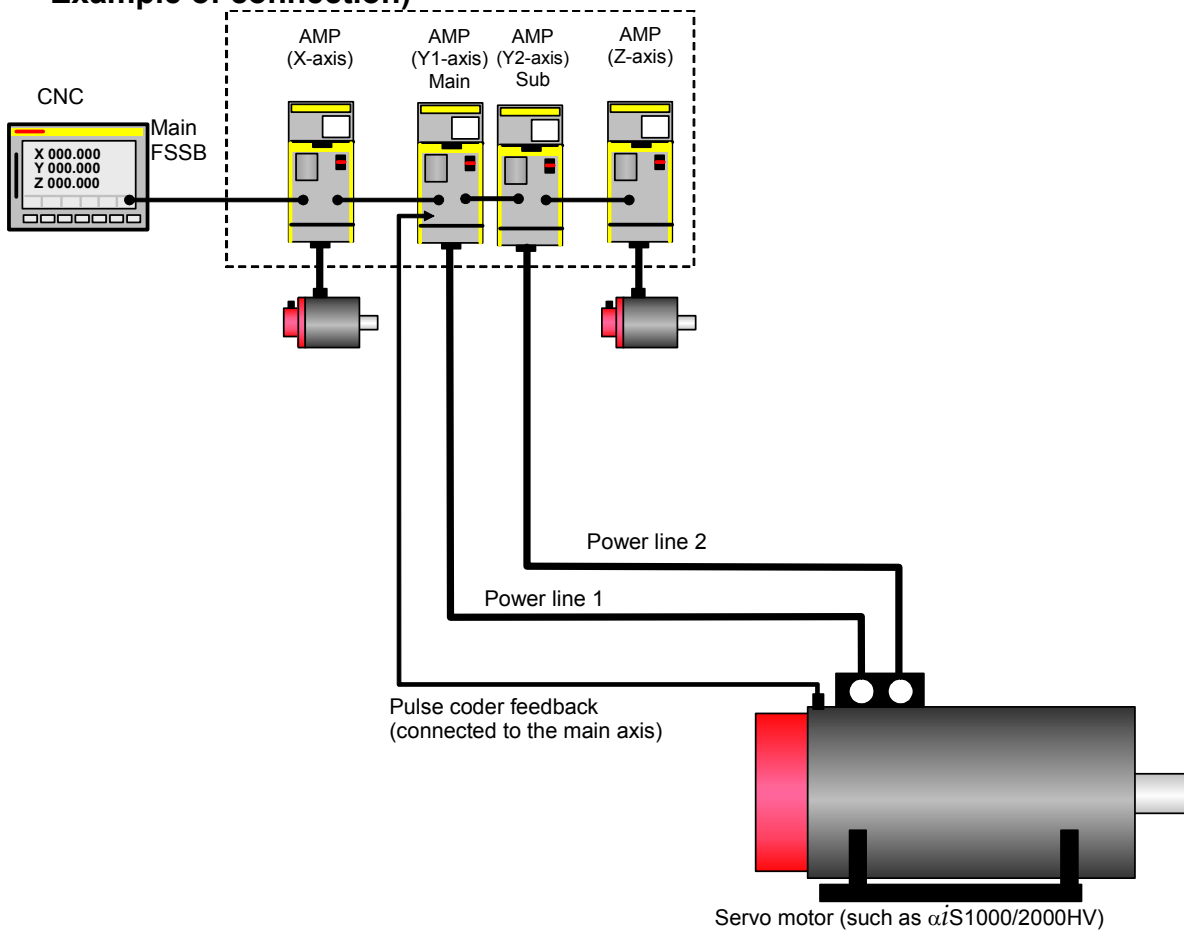 Example of connection)
AMP
(X-axis)
AMP
(Y1-axis)
Main
AMP
(Y2-axis)
Sub
AMP
(Z-axis)
CNC
Main
FSSB
X 000.000
Y 000.000
Z 000.000
Power line 2
Power line 1
Pulse coder feedback
(connected to the main axis)
Servo motor (such as αiS1000/2000HV)